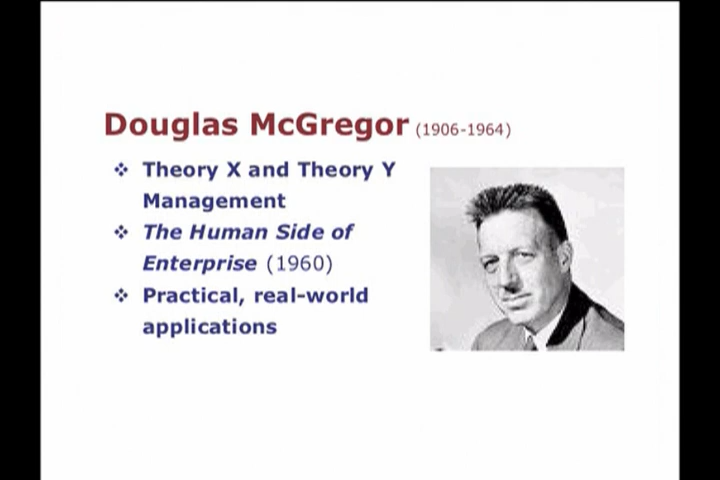 Douglas McGregor (1906-1964)
❖ Theory X and Theory Y
Management
❖ The Human Side of
Enterprise (1960)
❖ Practical, real-world
applications